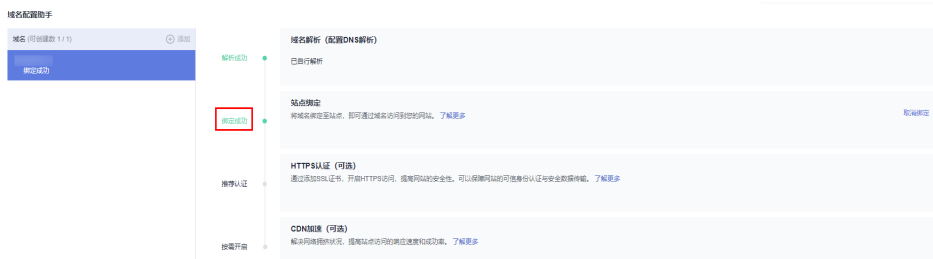 域名配置助手
域名 (可创建数 1 / 1)
添加
绑定成功
解析成功
域名解析（配置DNS解析）
已自行解析
绑定成功
站点绑定
将域名绑定至站点，即可通过域名访问到您的网站。 了解更多
取消绑定
推荐认证
HTTPS认证（可选）
通过添加SSL证书，开启HTTPS访问，提高网站的安全性。可以保障网站的可信身份认证与安全数据传输。 了解更多
按需开启
CDN加速（可选）
解决网络拥挤状况，提高站点访问的响应速度和成功率。 了解更多